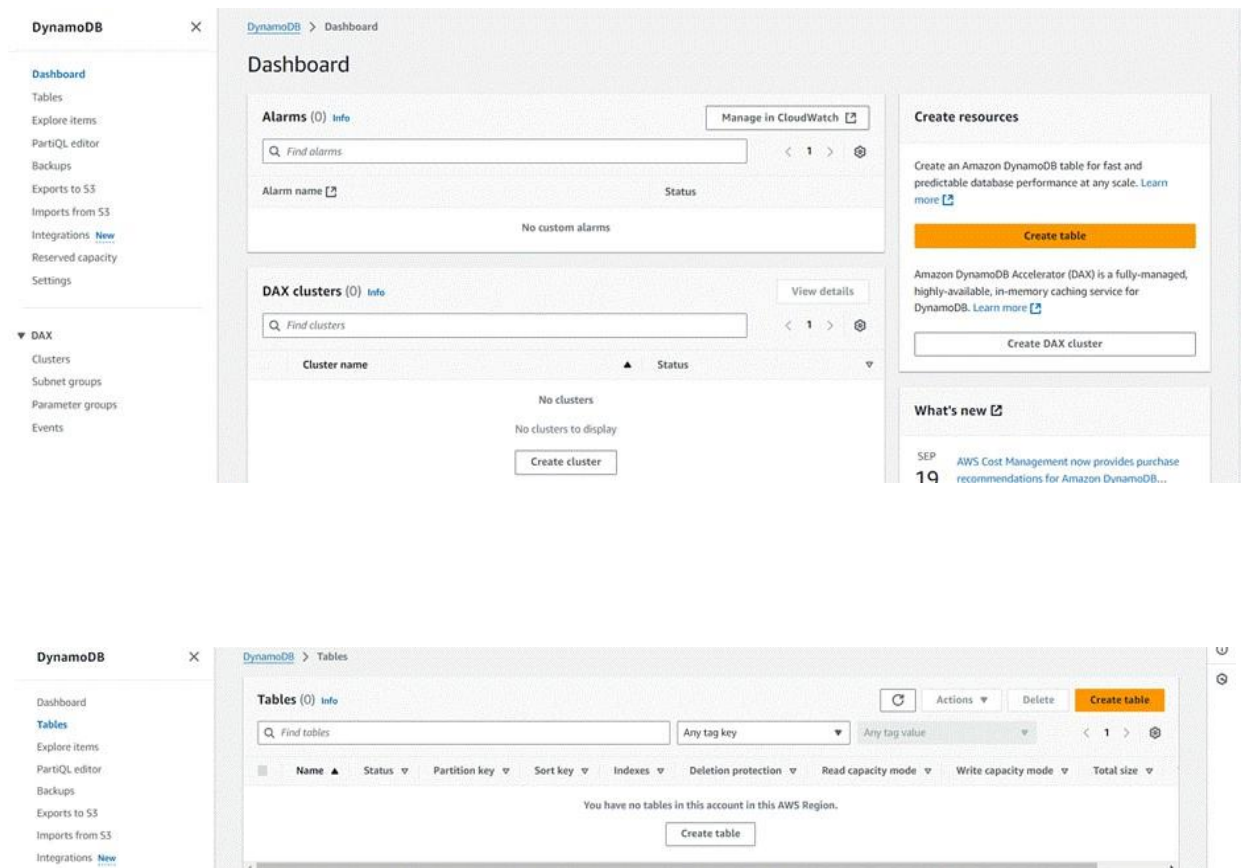 DynamoDB
Dashboard
Tables
Explore items
PartiQL editor
Backups
Exports to S3
Imports from S3
Integrations New
Reserved capacity
Settings
DAX
Clusters
Subnet groups
Parameter groups
Events
DynamoDB > Dashboard
Dashboard
Alarms (0) Info
Manage in CloudWatch
Find alarms
1
Alarm name
Status
No custom alarms
DAX clusters (0) Info
View details
Find clusters
1
Cluster name
Status
No clusters
No clusters to display
Create cluster
Create resources
Create an Amazon DynamoDB table for fast and
predictable database performance at any scale. Learn
more
Create table
Amazon DynamoDB Accelerator (DAX) is a fully-managed,
highly-available, in-memory caching service for
DynamoDB. Learn more
Create DAX cluster
What's new
SEP
19
AWS Cost Management now provides purchase
recommendations for Amazon DynamoDB...
DynamoDB
Dashboard
Tables
Explore items
PartiQL editor
Backups
Exports to S3
Imports from S3
Integrations New
DynamoDB > Tables
Tables (0) Info
Actions
Delete
Create table
Find tables
Any tag key
Any tag value
1
Name
Status
Partition key
Sort key
Indexes
Deletion protection
Read capacity mode
Write capacity mode
Total size
You have no tables in this account in this AWS Region.
Create table